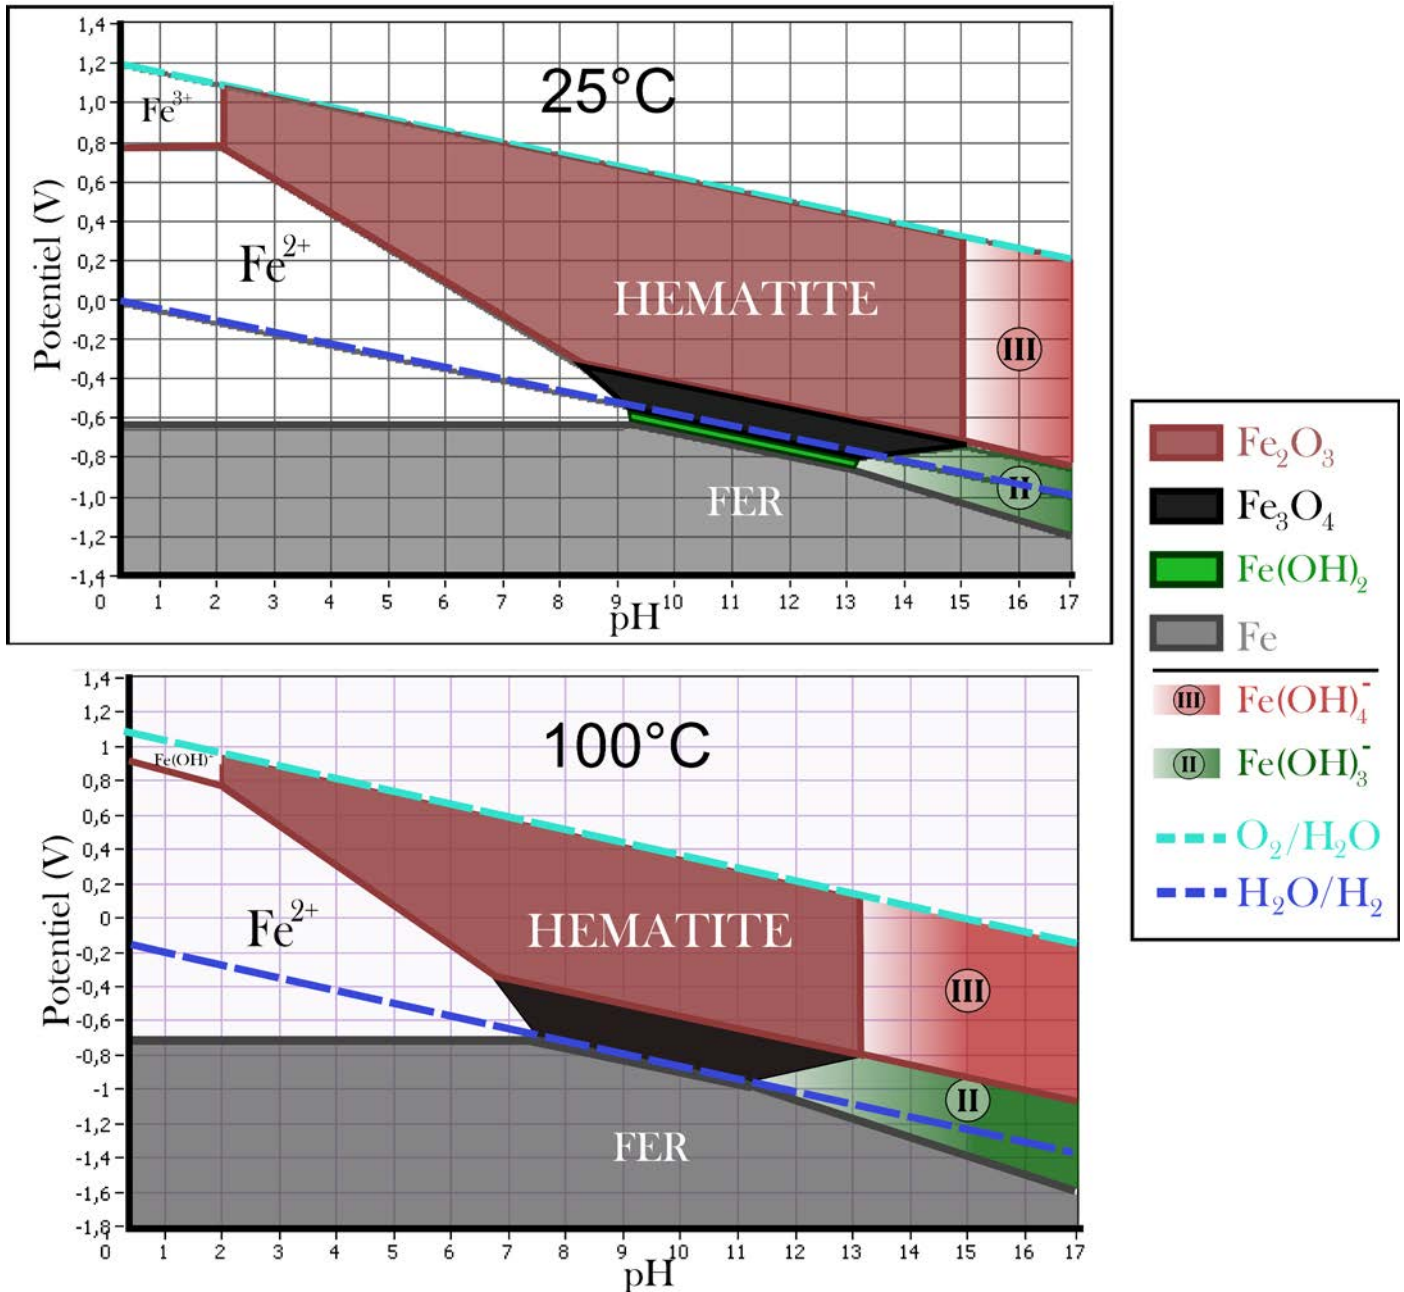 1,4
1,2
1,0
0,8
0,6
0,4
0,2
0,0
-0,2
-0,4
-0,6
-0,8
-1,0
-1,2
-1,4
Potentiel (V)
25°C
Fe³⁺
Fe²⁺
HEMATITE
III
II
FER
0 1 2 3 4 5 6 7 8 9 10 11 12 13 14 15 16 17
pH
1,4
1,2
1
0,8
0,6
0,4
0,2
0
-0,2
-0,4
-0,6
-0,8
-1
-1,2
-1,4
-1,6
-1,8
Potentiel (V)
100°C
Fe²⁺
HEMATITE
III
II
FER
0 1 2 3 4 5 6 7 8 9 10 11 12 13 14 15 16 17
pH
Fe₂O₃
Fe₃O₄
Fe(OH)₂
Fe
III Fe(OH)₄⁻
II Fe(OH)₃⁻
O₂/H₂O
H₂O/H₂